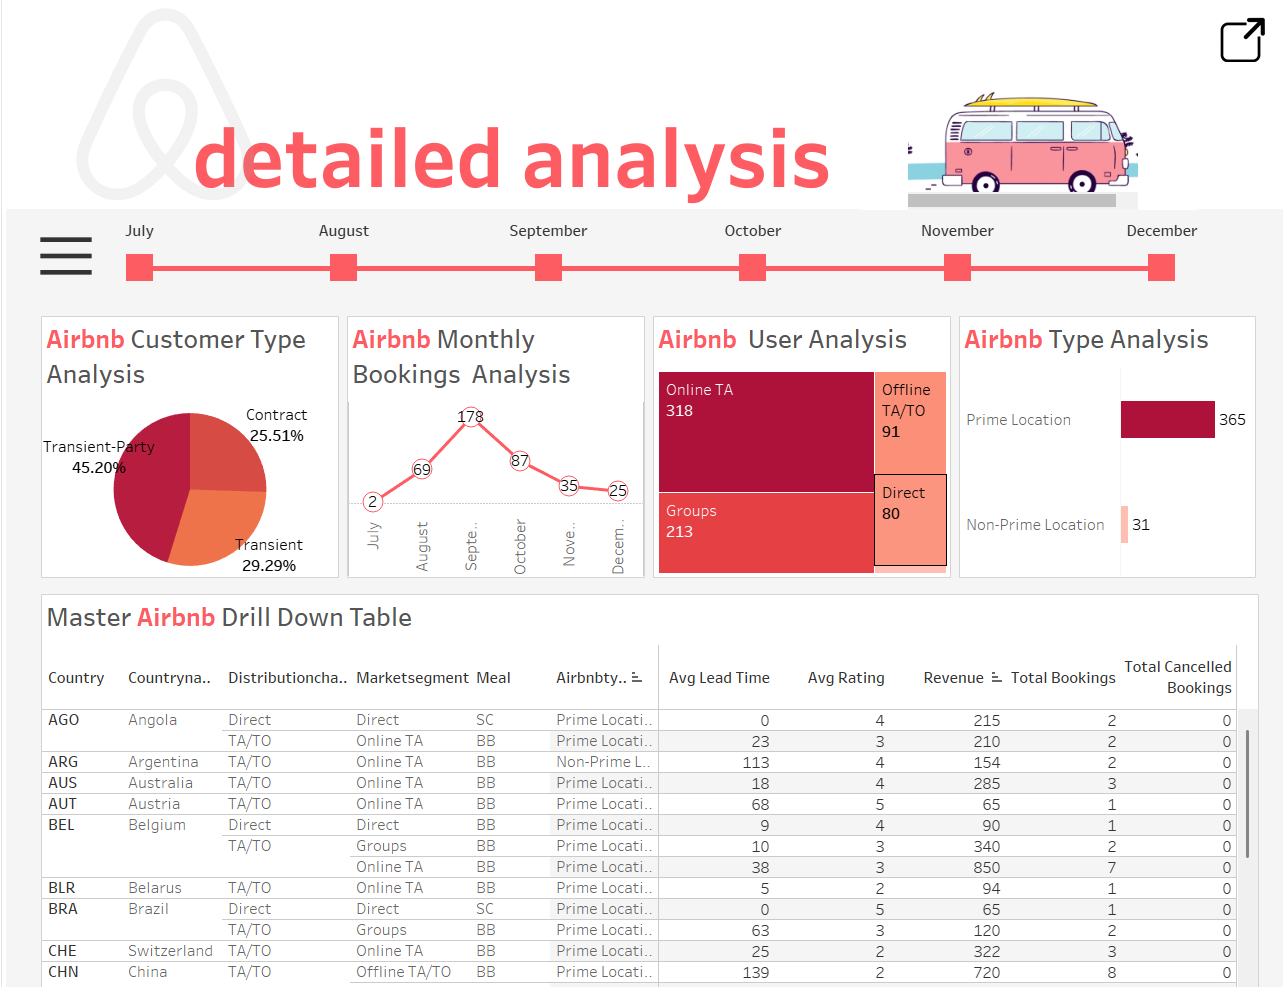 detailed analysis
July August September October November December
Airbnb Customer Type
Analysis
Contract
25.51%
Transient-Party
45.20%
Transient
29.29%
Airbnb Monthly
Bookings Analysis
178
87
69
35
25
2
July August Septe.. October Nove.. Decem..
Airbnb User Analysis
Online TA
318
Offline
TA/TO
91
Direct
80
Groups
213
Airbnb Type Analysis
Prime Location 365
Non-Prime Location 31
Master Airbnb Drill Down Table
Country Countryna.. Distributioncha.. Marketsegment Meal Airbnbty.. Avg Lead Time Avg Rating Revenue Total Bookings Total Cancelled
Bookings
AGO Angola Direct Direct SC Prime Locati.. 0 4 215 2 0
TA/TO Online TA BB Prime Locati.. 23 3 210 2 0
ARG Argentina TA/TO Online TA BB Non-Prime L.. 113 4 154 2 0
AUS Australia TA/TO Online TA BB Prime Locati.. 18 4 285 3 0
AUT Austria TA/TO Online TA BB Prime Locati.. 68 5 65 1 0
BEL Belgium Direct Direct BB Prime Locati.. 9 4 90 1 0
TA/TO Groups BB Prime Locati.. 10 3 340 2 0
Online TA BB Prime Locati.. 38 3 850 7 0
BLR Belarus TA/TO Online TA BB Prime Locati.. 5 2 94 1 0
BRA Brazil Direct Direct SC Prime Locati.. 0 5 65 1 0
TA/TO Groups BB Prime Locati.. 63 3 120 2 0
CHE Switzerland TA/TO Online TA BB Prime Locati.. 25 2 322 3 0
CHN China TA/TO Offline TA/TO BB Prime Locati.. 139 2 720 8 0